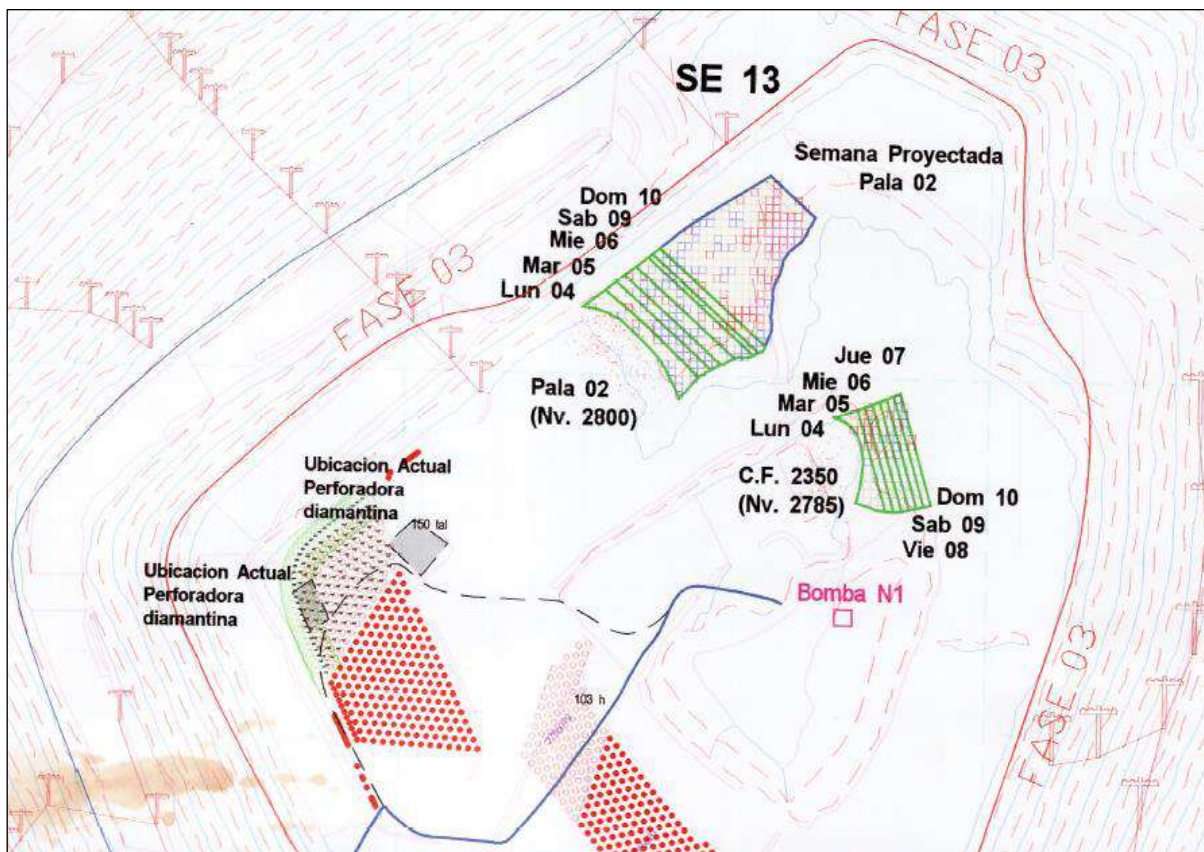 FASE 03
SE 13
Semana Proyectada
Pala 02
Dom 10
Sab 09
Mie 06
Mar 05
Lun 04
FASE 03
Pala 02
(Nv. 2800)
Jue 07
Mie 06
Mar 05
Lun 04
C.F. 2350
(Nv. 2785)
Dom 10
Sab 09
Vie 08
Ubicacion Actual
Perforadora
diamantina
150 tal
Ubicacion Actual
Perforadora
diamantina
Bomba N1
103 h
FASE 03